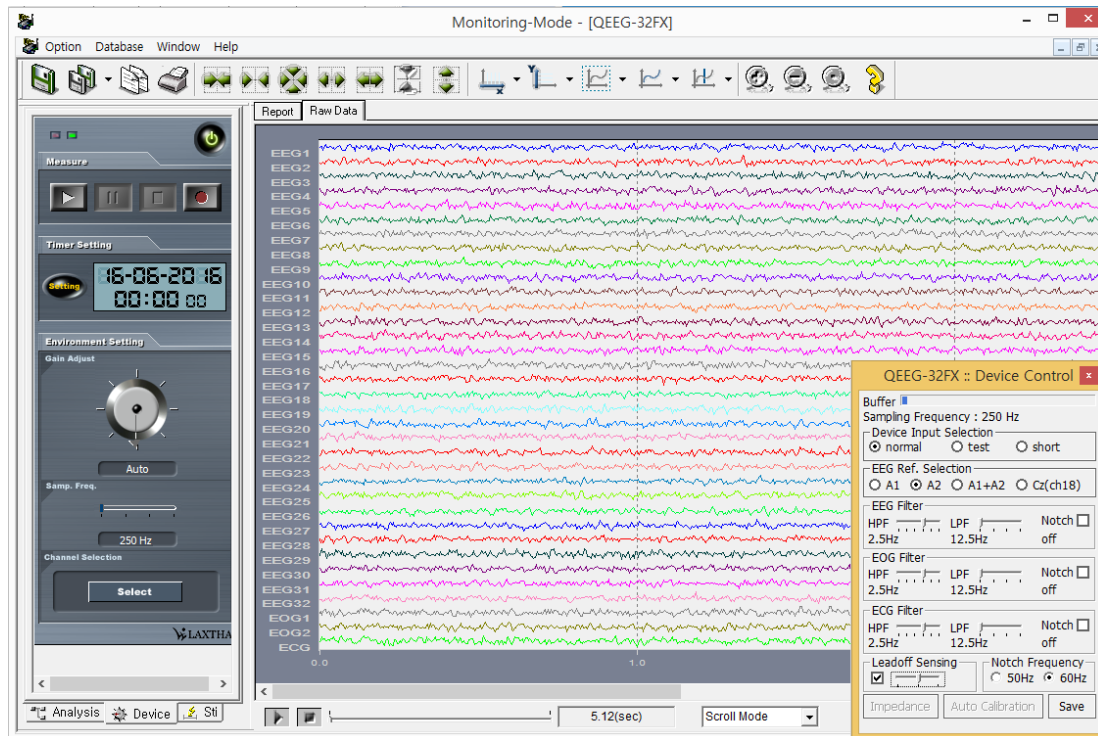 Monitoring-Mode - [QEEG-32FX]
Option Database Window Help
Report Raw Data
Measure
Timer Setting
Setting
16-06-20 16
00:00 00
Environment Setting
Gain Adjust
Auto
Samp. Freq.
250 Hz
Channel Selection
Select
LAXTHA
Analysis Device Sti
EEG1
EEG2
EEG3
EEG4
EEG5
EEG6
EEG7
EEG8
EEG9
EEG10
EEG11
EEG12
EEG13
EEG14
EEG15
EEG16
EEG17
EEG18
EEG19
EEG20
EEG21
EEG22
EEG23
EEG24
EEG25
EEG26
EEG27
EEG28
EEG29
EEG30
EEG31
EEG32
EOG1
EOG2
ECG
0.0 1.0
5.12(sec) Scroll Mode
QEEG-32FX :: Device Control
Buffer
Sampling Frequency : 250 Hz
Device Input Selection
normal test short
EEG Ref. Selection
A1 A2 A1+A2 Cz(ch18)
EEG Filter
HPF LPF Notch
2.5Hz 12.5Hz off
EOG Filter
HPF LPF Notch
2.5Hz 12.5Hz off
ECG Filter
HPF LPF Notch
2.5Hz 12.5Hz off
Leadoff Sensing Notch Frequency
50Hz 60Hz
Impedance Auto Calibration Save